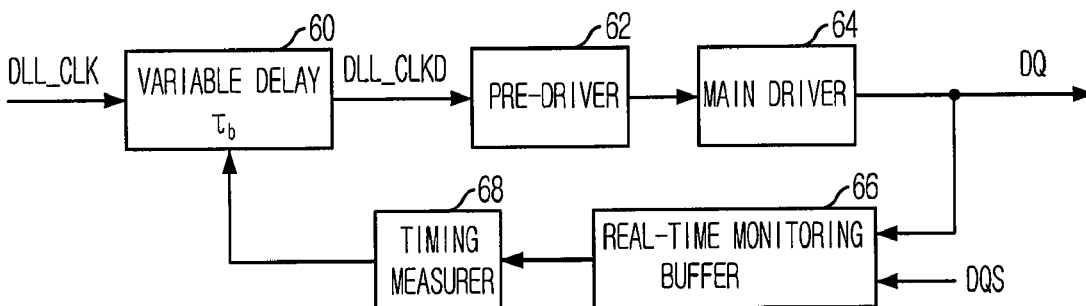 60
62
64
DLL_CLK
VARIABLE DELAY
τb
DLL_CLKD
PRE-DRIVER
MAIN DRIVER
DQ
68
66
TIMING
MEASURER
REAL-TIME MONITORING
BUFFER
DQS